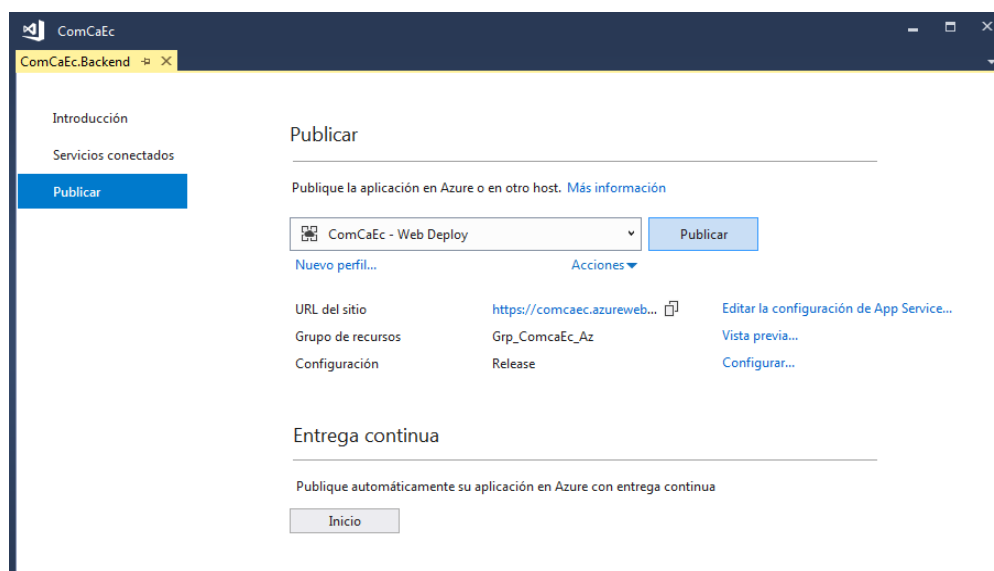 ComCaEc
ComCaEc.Backend
Introducción
Servicios conectados
Publicar
Publicar
Publique la aplicación en Azure o en otro host. Más información
ComCaEc - Web Deploy
Publicar
Nuevo perfil...
Acciones
URL del sitio https://comcaec.azureweb... Editar la configuración de App Service...
Grupo de recursos Grp_ComcaEc_Az Vista previa...
Configuración Release Configurar...
Entrega continua
Publique automáticamente su aplicación en Azure con entrega continua
Inicio